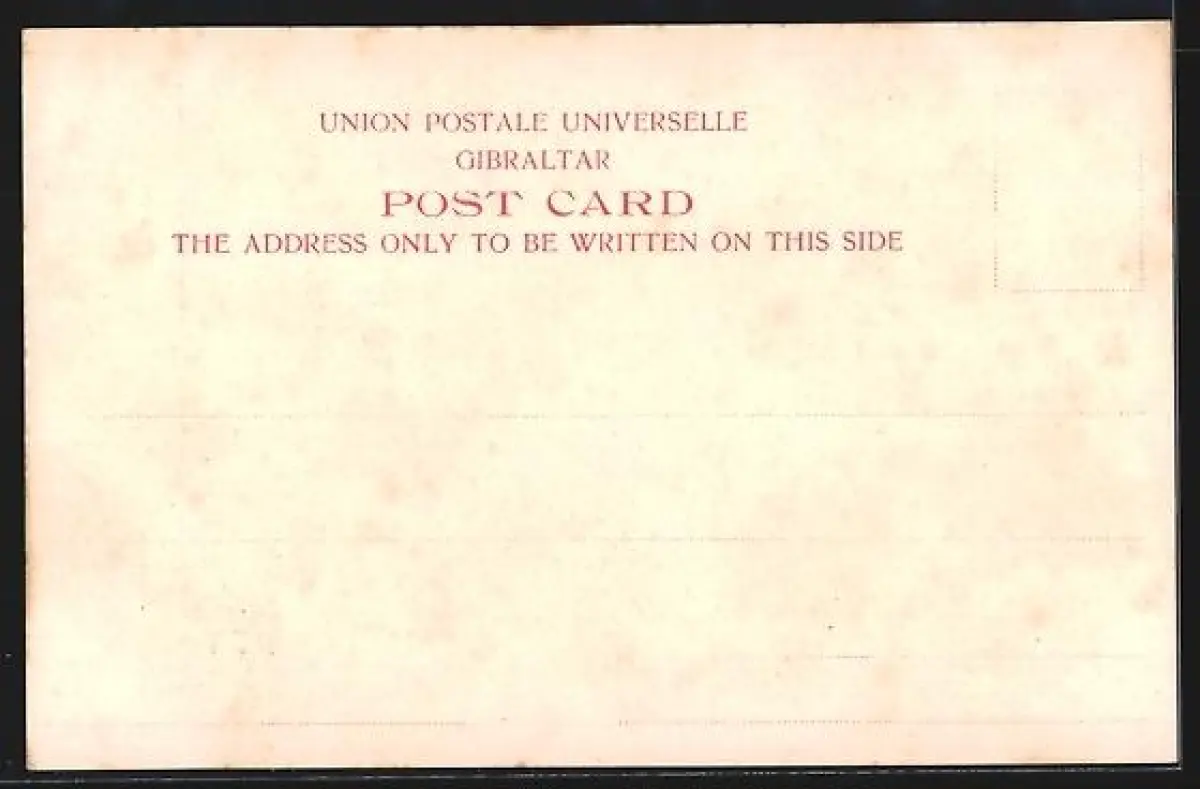 UNION POSTALE UNIVERSELLE
GIBRALTAR
POST CARD
THE ADDRESS ONLY TO BE WRITTEN ON THIS SIDE